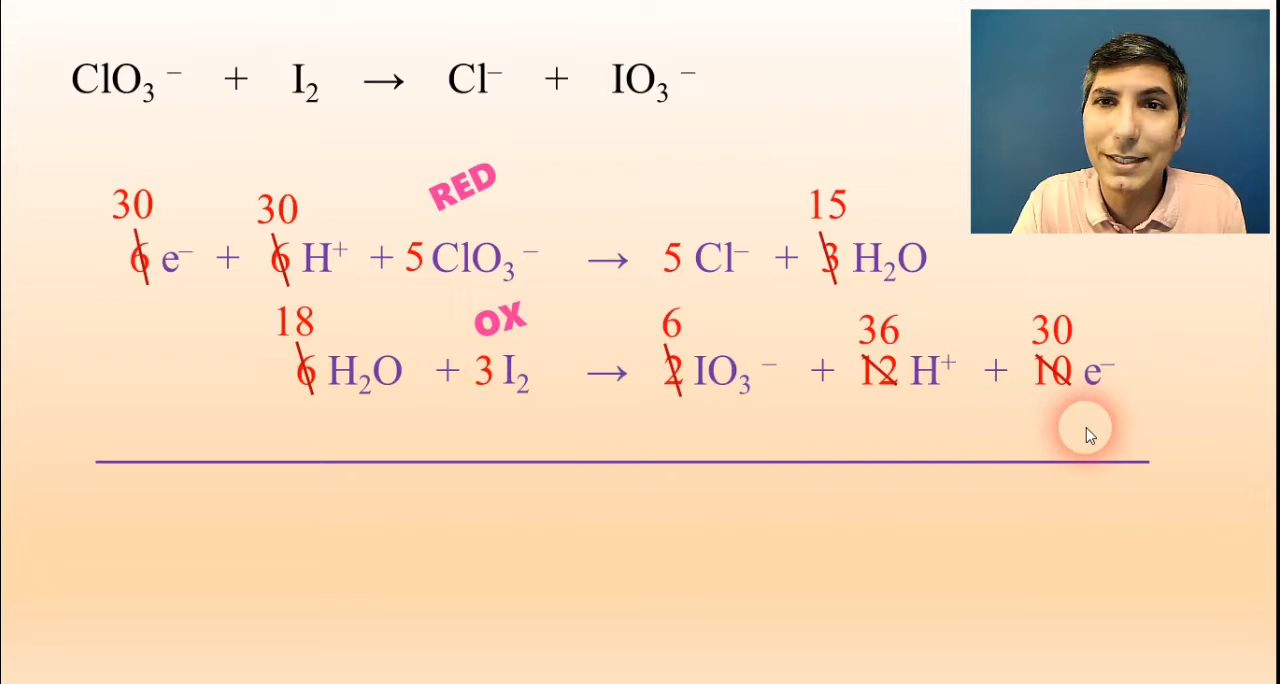 ClO₃⁻ + I₂ → Cl⁻ + IO₃⁻
RED
30 30 15
6 e⁻ + 6 H⁺ + 5 ClO₃⁻ → 5 Cl⁻ + 3 H₂O
OX
18 6 36 30
6 H₂O + 3 I₂ → 2 IO₃⁻ + 12 H⁺ + 10 e⁻